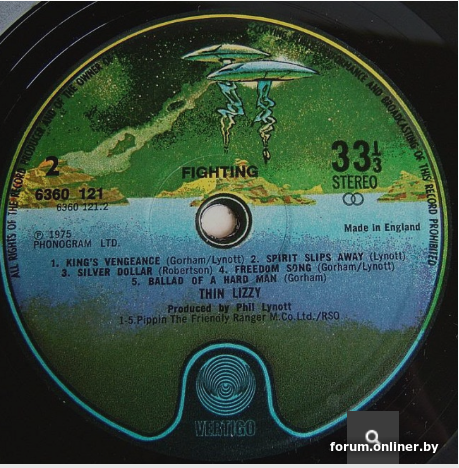 ALL RIGHTS OF THE RECORD PRODUCER AND OF THE OWNER OF
PERFORMANCE AND BROADCASTING OF THIS RECORD PROHIBITED
2
6360 121
6360 121.2
FIGHTING
33⅓
STEREO
℗ 1975
PHONOGRAM LTD.
Made in England
1. KING'S VENGEANCE (Gorham/Lynott) 2. SPIRIT SLIPS AWAY (Lynott)
3. SILVER DOLLAR (Robertson) 4. FREEDOM SONG (Gorham/Lynott)
5. BALLAD OF A HARD MAN (Gorham)
THIN LIZZY
Produced by Phil Lynott
1-5.Pippin The Friendly Ranger M.Co.Ltd./RSO
VERTIGO
forum.onliner.by